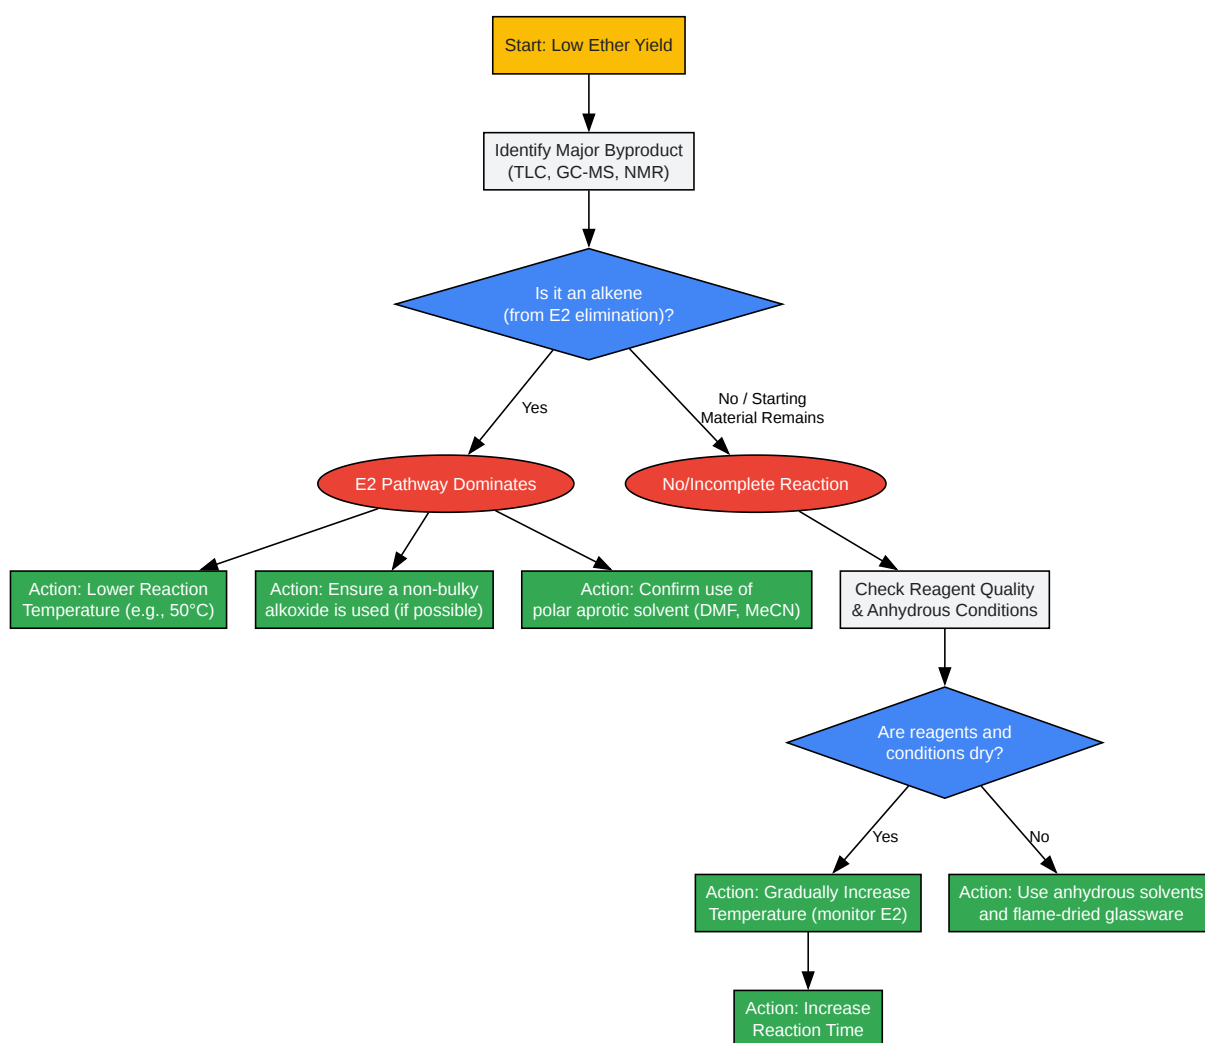 Start: Low Ether Yield
Identify Major Byproduct
(TLC, GC-MS, NMR)
Is it an alkene
(from E2 elimination)?
Yes
No / Starting
Material Remains
E2 Pathway Dominates
No/Incomplete Reaction
Action: Lower Reaction
Temperature (e.g., 50°C)
Action: Ensure a non-bulky
alkoxide is used (if possible)
Action: Confirm use of
polar aprotic solvent (DMF, MeCN)
Check Reagent Quality
& Anhydrous Conditions
Are reagents and
conditions dry?
Yes
No
Action: Gradually Increase
Temperature (monitor E2)
Action: Use anhydrous solvents
and flame-dried glassware
Action: Increase
Reaction Time